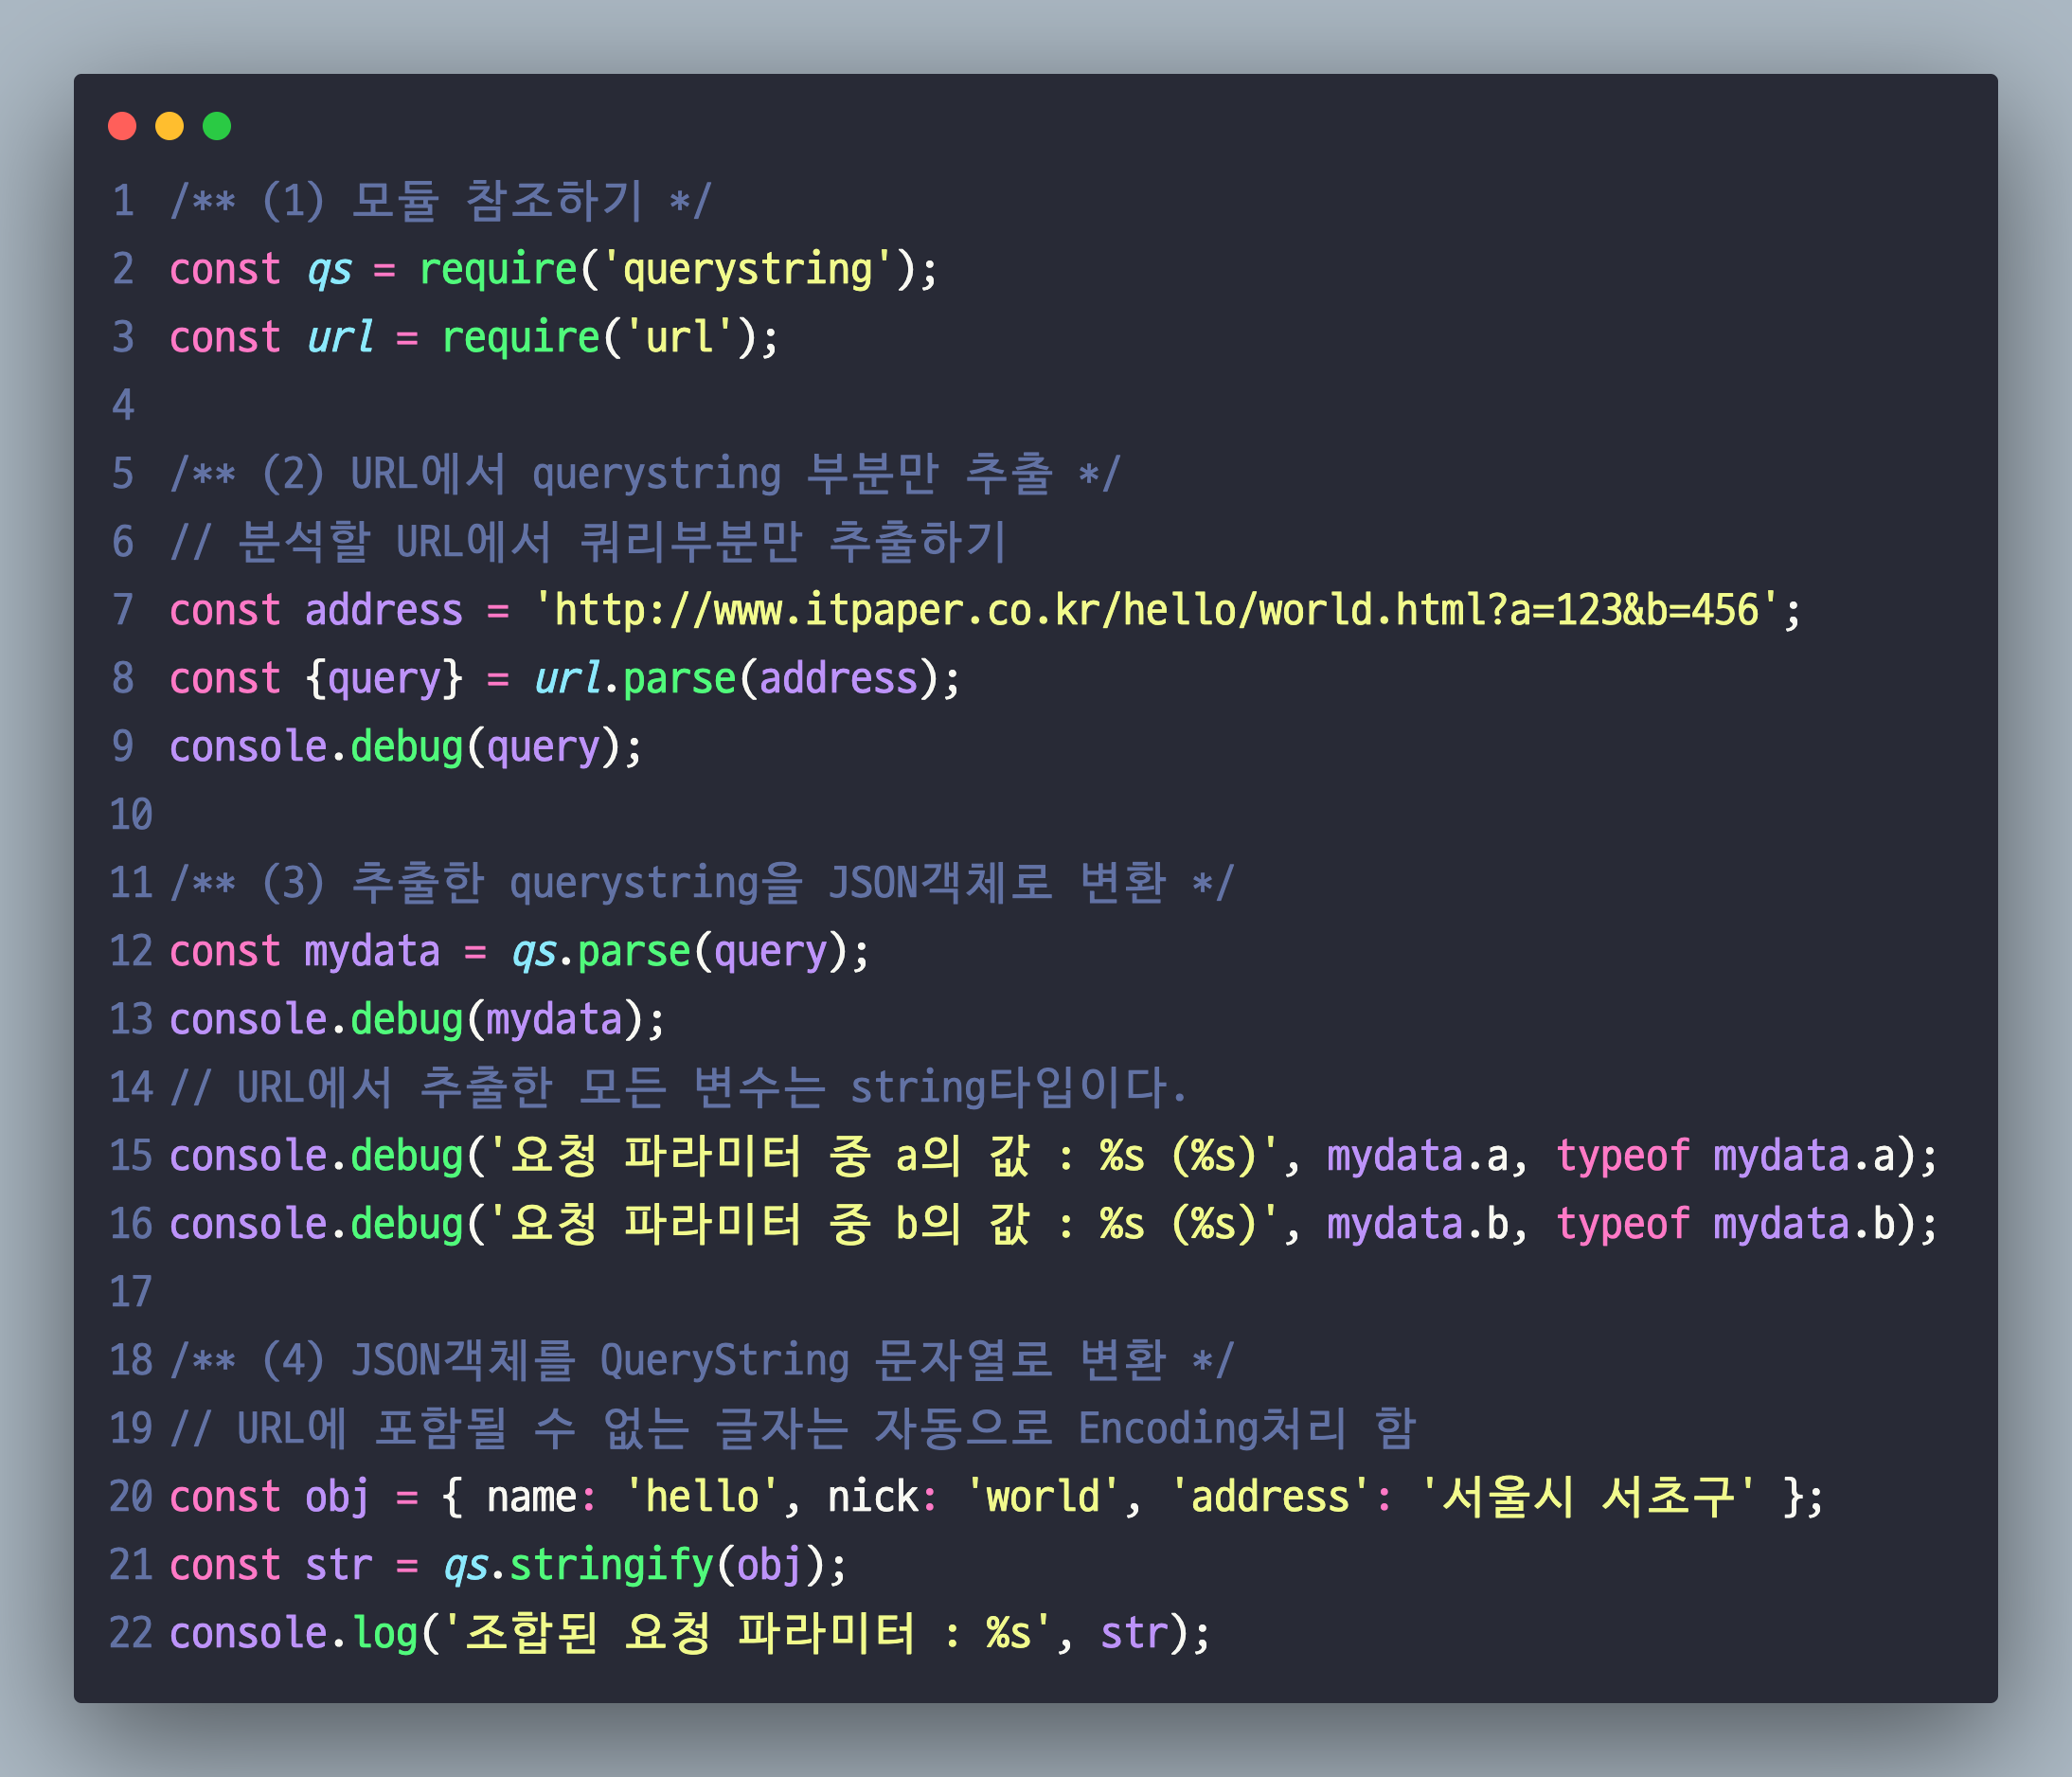 1 /** (1) 모듈 참조하기 */
2 const qs = require('querystring');
3 const url = require('url');
4
5 /** (2) URL에서 querystring 부분만 추출 */
6 // 분석할 URL에서 쿼리부분만 추출하기
7 const address = 'http://www.itpaper.co.kr/hello/world.html?a=123&b=456';
8 const {query} = url.parse(address);
9 console.debug(query);
10
11 /** (3) 추출한 querystring을 JSON객체로 변환 */
12 const mydata = qs.parse(query);
13 console.debug(mydata);
14 // URL에서 추출한 모든 변수는 string타입이다.
15 console.debug('요청 파라미터 중 a의 값 : %s (%s)', mydata.a, typeof mydata.a);
16 console.debug('요청 파라미터 중 b의 값 : %s (%s)', mydata.b, typeof mydata.b);
17
18 /** (4) JSON객체를 QueryString 문자열로 변환 */
19 // URL에 포함될 수 없는 글자는 자동으로 Encoding처리 함
20 const obj = { name: 'hello', nick: 'world', 'address': '서울시 서초구' };
21 const str = qs.stringify(obj);
22 console.log('조합된 요청 파라미터 : %s', str);